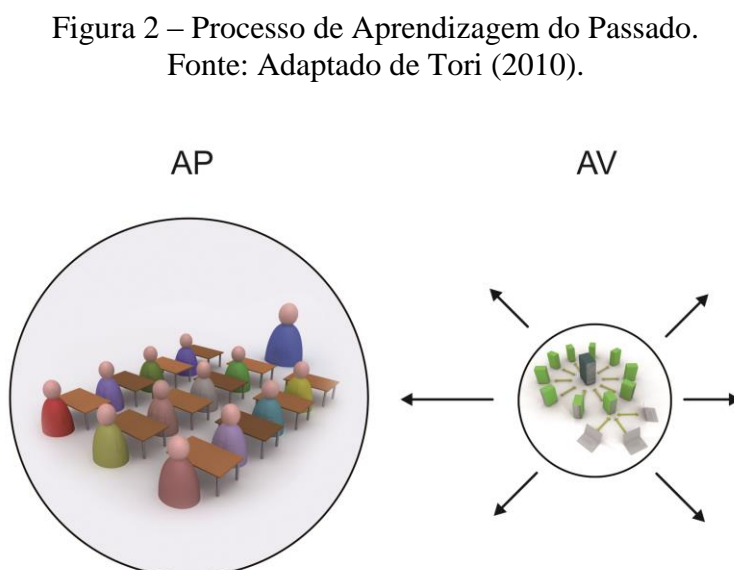 Figura 2 – Processo de Aprendizagem do Passado.
Fonte: Adaptado de Tori (2010).
AP
AV